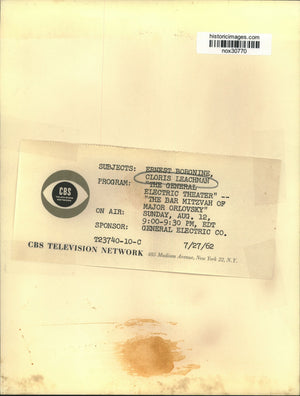 historicimages.com
nox30770
SUBJECTS: ERNEST BORGNINE,
CLORIS LEACHMAN
PROGRAM: "THE GENERAL
ELECTRIC THEATER" --
"THE BAR MITZVAH OF
MAJOR ORLOVSKY"
ON AIR: SUNDAY, AUG. 12,
9:00-9:30 PM, EDT
SPONSOR: GENERAL ELECTRIC CO.
T23740-10-C 7/27/62
CBS
CBS TELEVISION NETWORK 485 Madison Avenue, New York 22, N.Y.